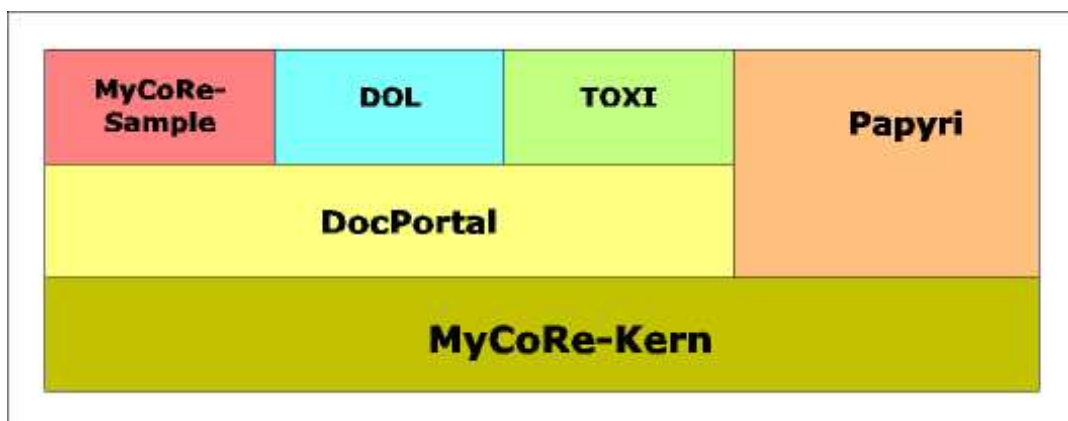 MyCoRe-
Sample
DOL
TOXI
Papyri
DocPortal
MyCoRe-Kern